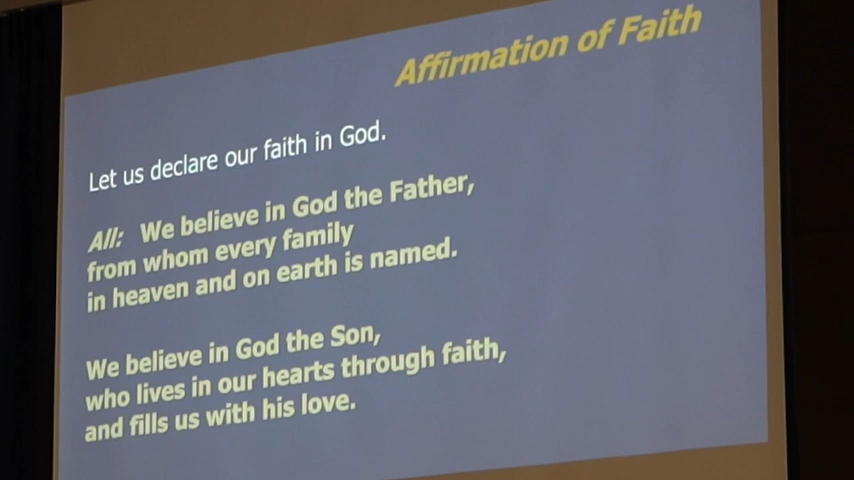 Affirmation of Faith
Let us declare our faith in God.
All: We believe in God the Father,
from whom every family
in heaven and on earth is named.
We believe in God the Son,
who lives in our hearts through faith,
and fills us with his love.